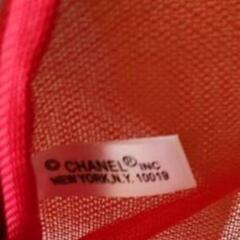 © CHANEL® INC
NEW YORK, N.Y. 10019